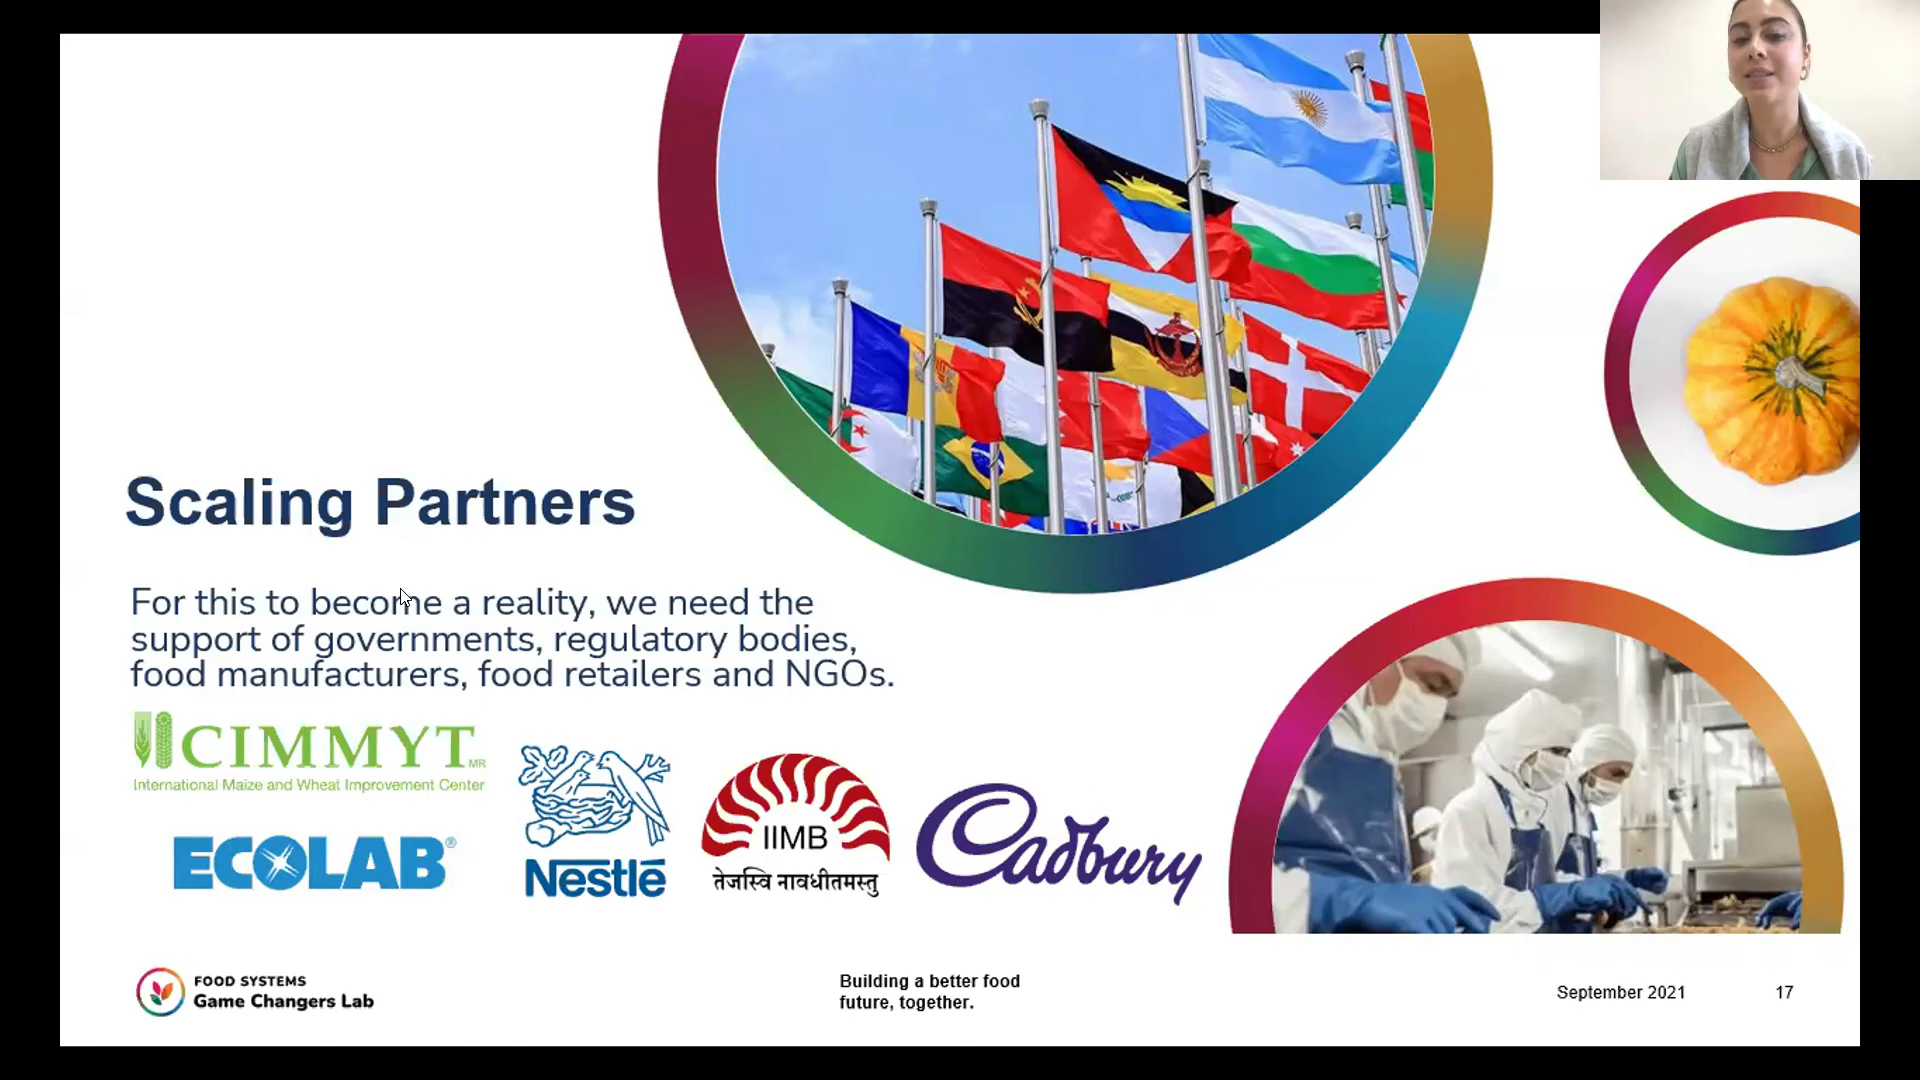 Scaling Partners
For this to become a reality, we need the
support of governments, regulatory bodies,
food manufacturers, food retailers and NGOs.
CIMMYT MR
International Maize and Wheat Improvement Center
ECOLAB®
Nestlé
IIMB
तेजस्वि नावधीतमस्तु
Cadbury
FOOD SYSTEMS
Game Changers Lab
Building a better food
future, together.
September 2021
17